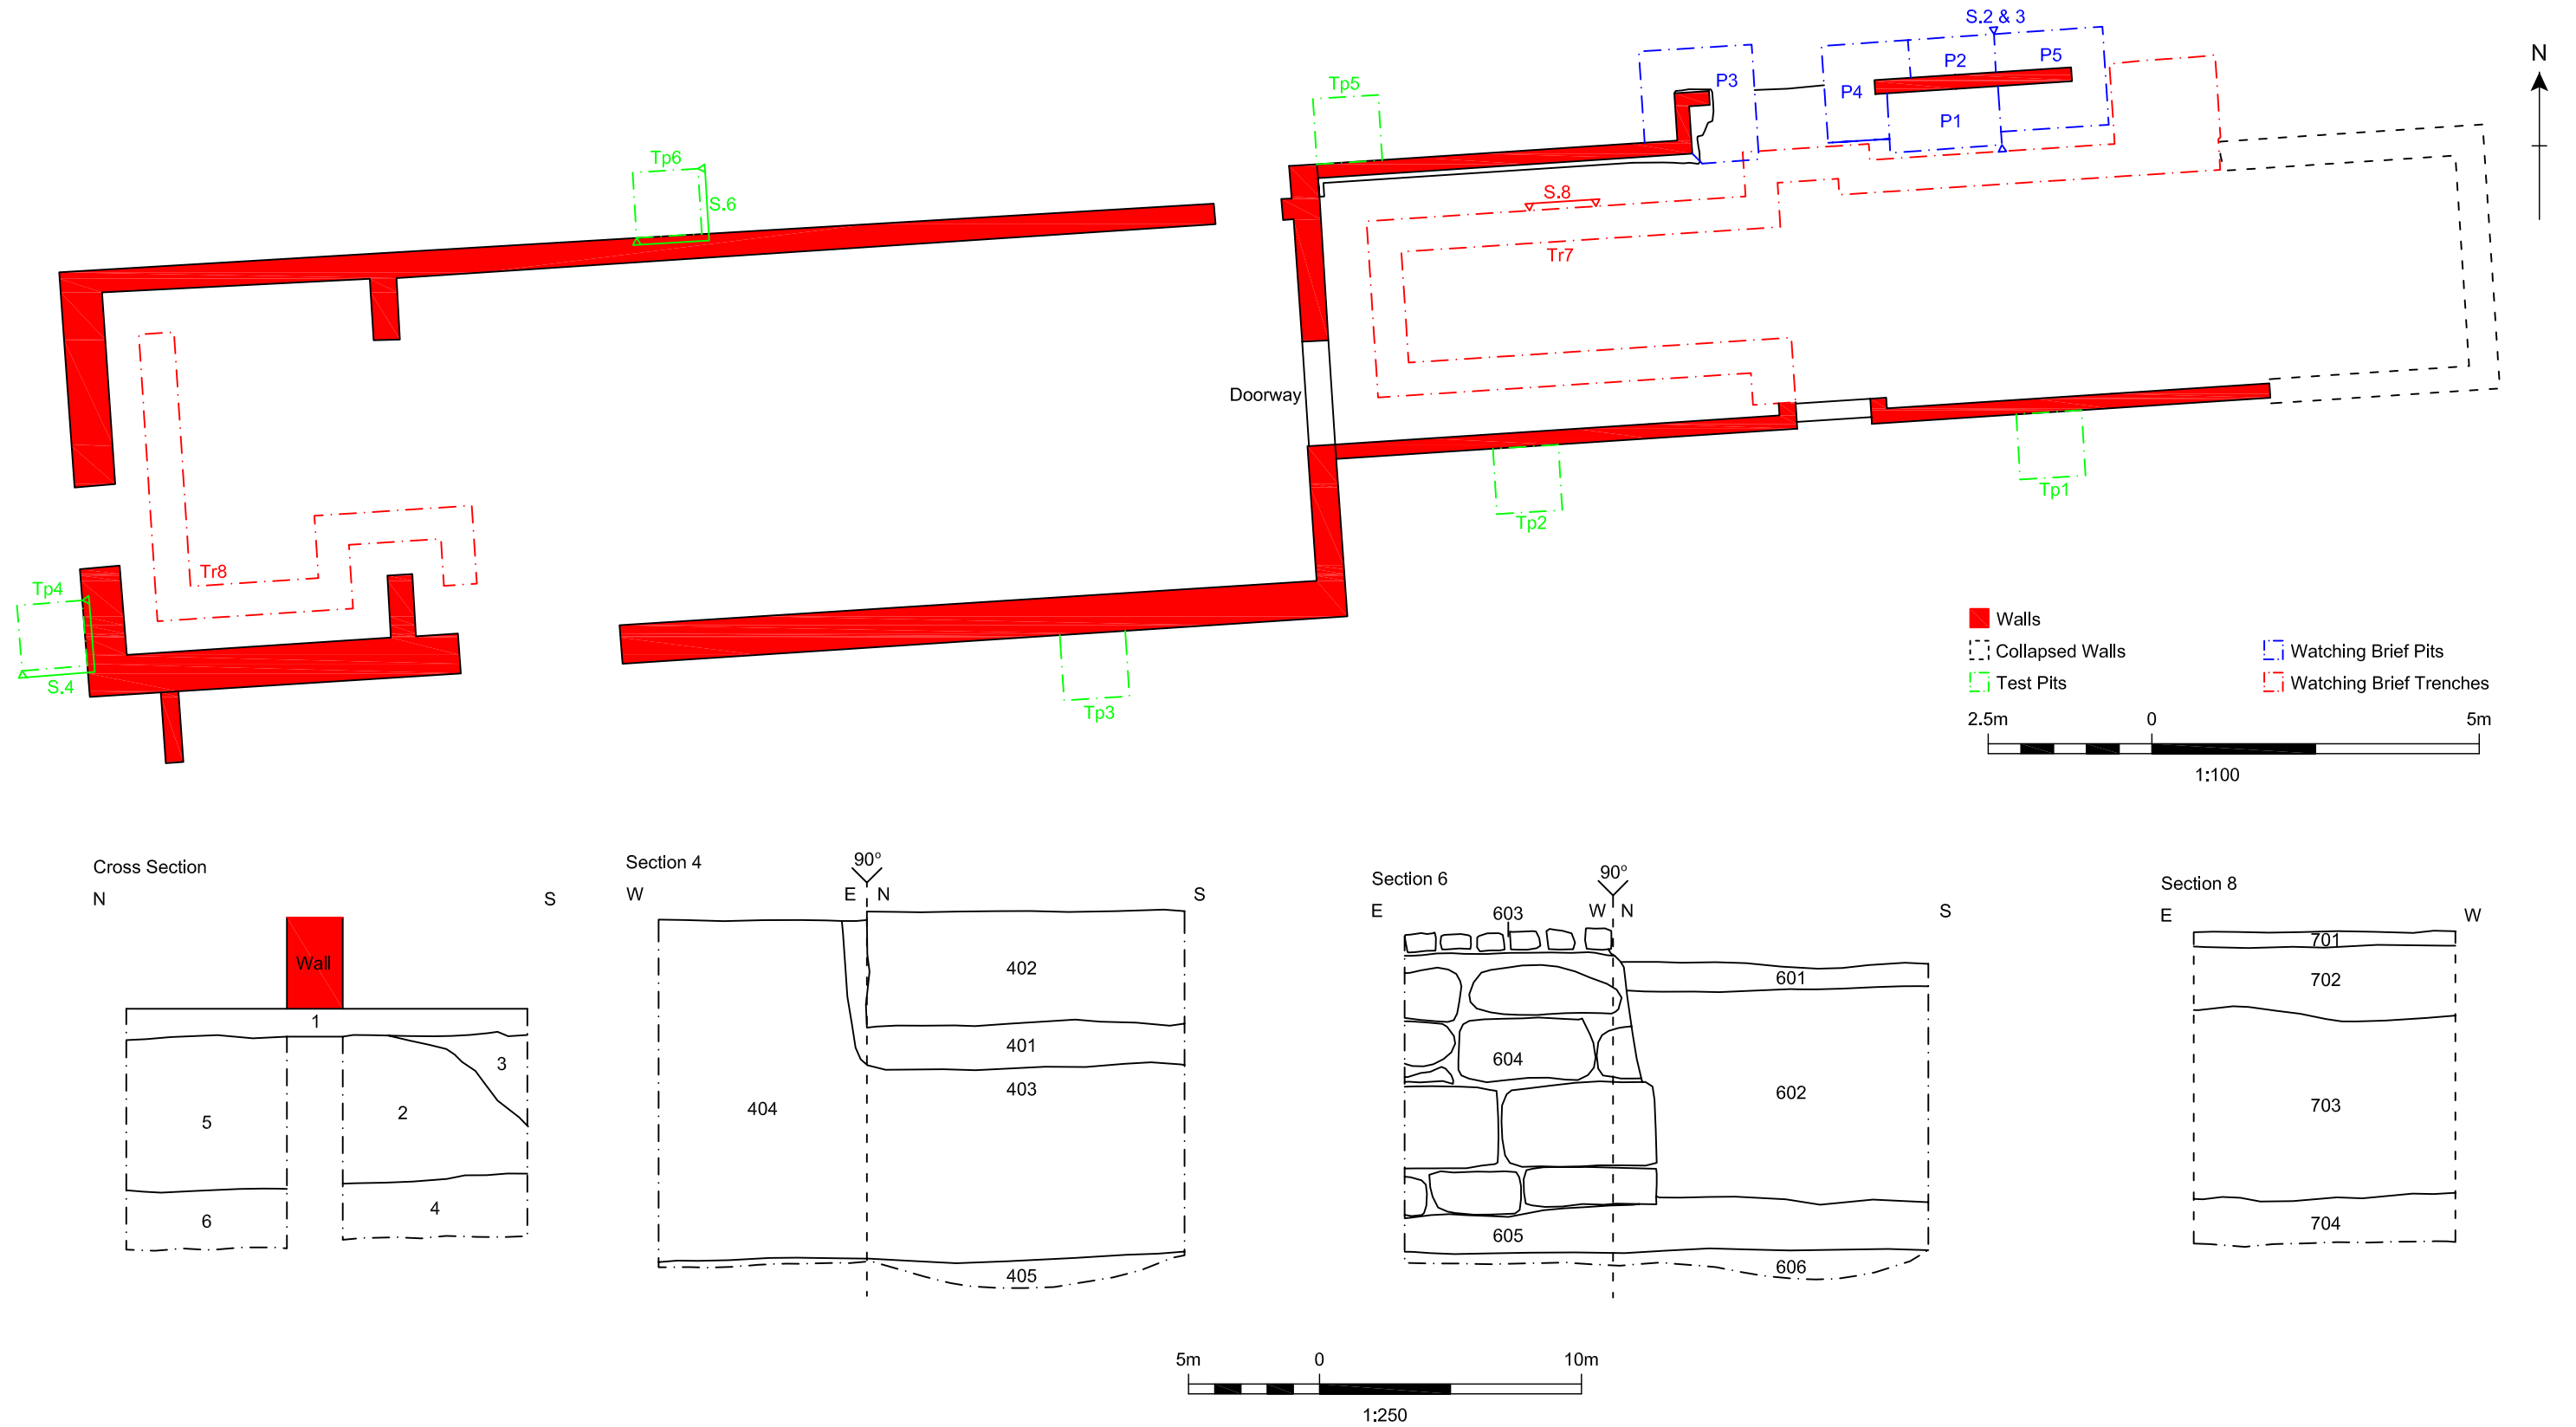 S.2 & 3
N
P5
P2
P3
P4
P1
Tp5
Tp6
S.6
S.8
Tr7
Doorway
Tp1
Tp2
Tr8
Tp4
S.4
Tp3
Walls
Collapsed Walls
Test Pits
Watching Brief Pits
Watching Brief Trenches
2.5m 0 5m
1:100
Cross Section
N S
Wall
1
3
2
5
4
6
Section 4
90º
W E N S
402
401
403
404
405
Section 6
90º
E W N S
603
601
604
602
605
606
Section 8
E W
701
702
703
704
5m 0 10m
1:250